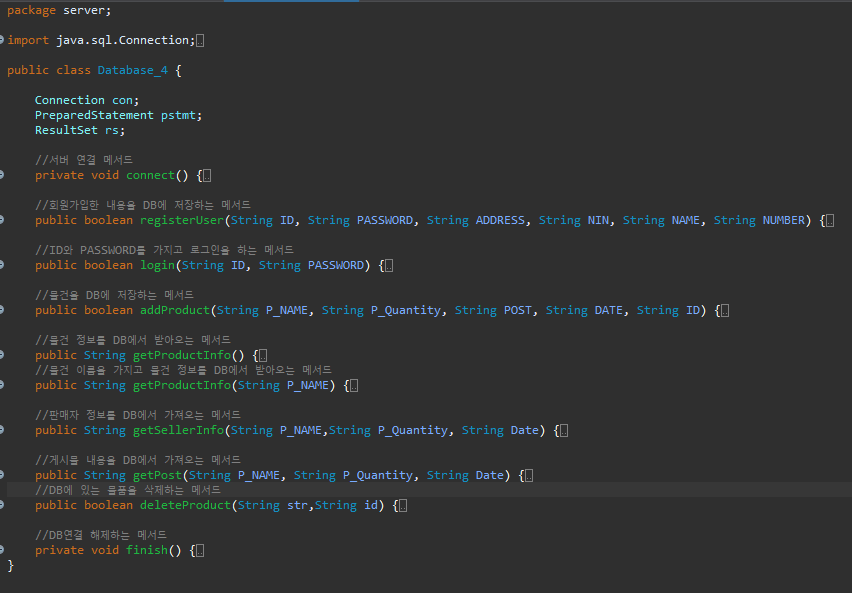 package server;
import java.sql.Connection;
public class Database_4 {
Connection con;
PreparedStatement pstmt;
ResultSet rs;
//서버 연결 메서드
private void connect() {
//회원가입한 내용을 DB에 저장하는 메서드
public boolean registerUser(String ID, String PASSWORD, String ADDRESS, String NIN, String NAME, String NUMBER) {
//ID와 PASSWORD를 가지고 로그인을 하는 메서드
public boolean login(String ID, String PASSWORD) {
//물건을 DB에 저장하는 메서드
public boolean addProduct(String P_NAME, String P_Quantity, String POST, String DATE, String ID) {
//물건 정보를 DB에서 받아오는 메서드
public String getProductInfo() {
//물건 이름을 가지고 물건 정보를 DB에서 받아오는 메서드
public String getProductInfo(String P_NAME) {
//판매자 정보를 DB에서 가져오는 메서드
public String getSellerInfo(String P_NAME,String P_Quantity, String Date) {
//게시물 내용을 DB에서 가져오는 메서드
public String getPost(String P_NAME, String P_Quantity, String Date) {
//DB에 있는 물품을 삭제하는 메서드
public boolean deleteProduct(String str,String id) {
//DB연결 해제하는 메서드
private void finish() {
}